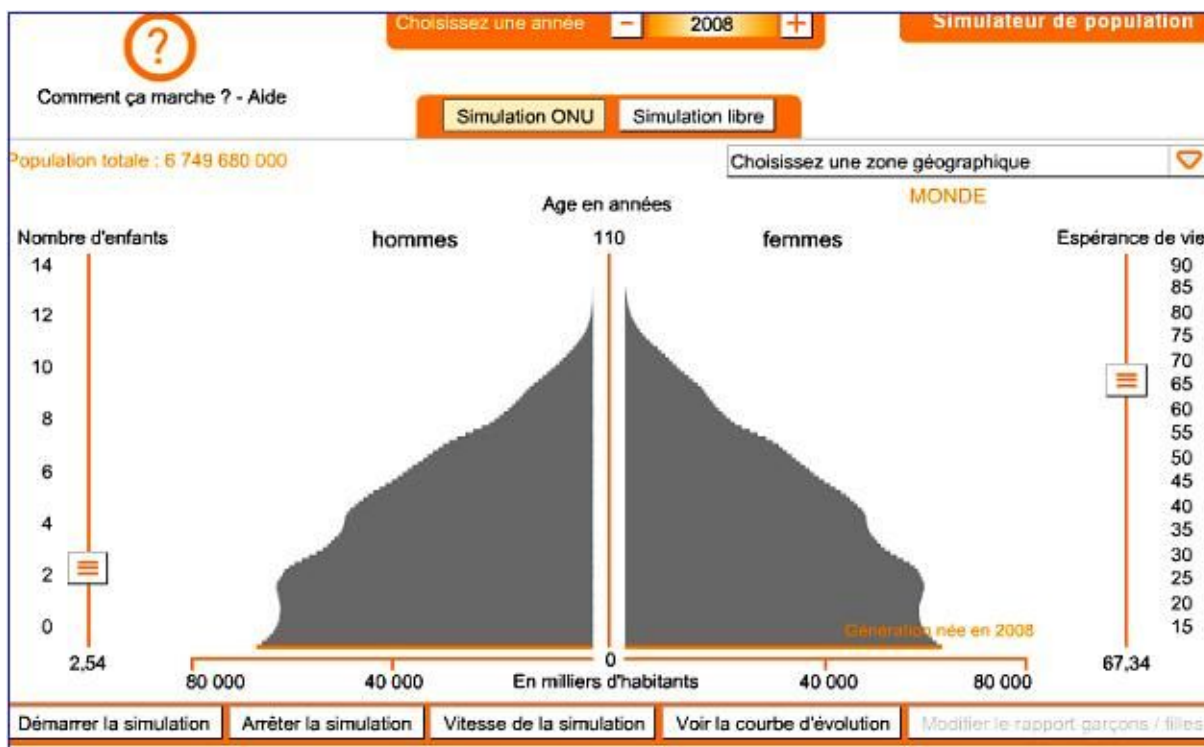 ?
Choisissez une année - 2008 +
Simulateur de population
Comment ça marche ? - Aide
Simulation ONU Simulation libre
Population totale : 6 749 680 000
Choisissez une zone géographique
MONDE
Age en années
Nombre d'enfants hommes 110 femmes Espérance de vie
14
12
10
8
6
4
2
0
2,54
90
85
80
75
70
65
60
55
50
45
40
35
30
25
20
15
67,34
Génération née en 2008
80 000 40 000 0 40 000 80 000
En milliers d'habitants
Démarrer la simulation Arrêter la simulation Vitesse de la simulation Voir la courbe d'évolution Modifier le rapport garçons / filles